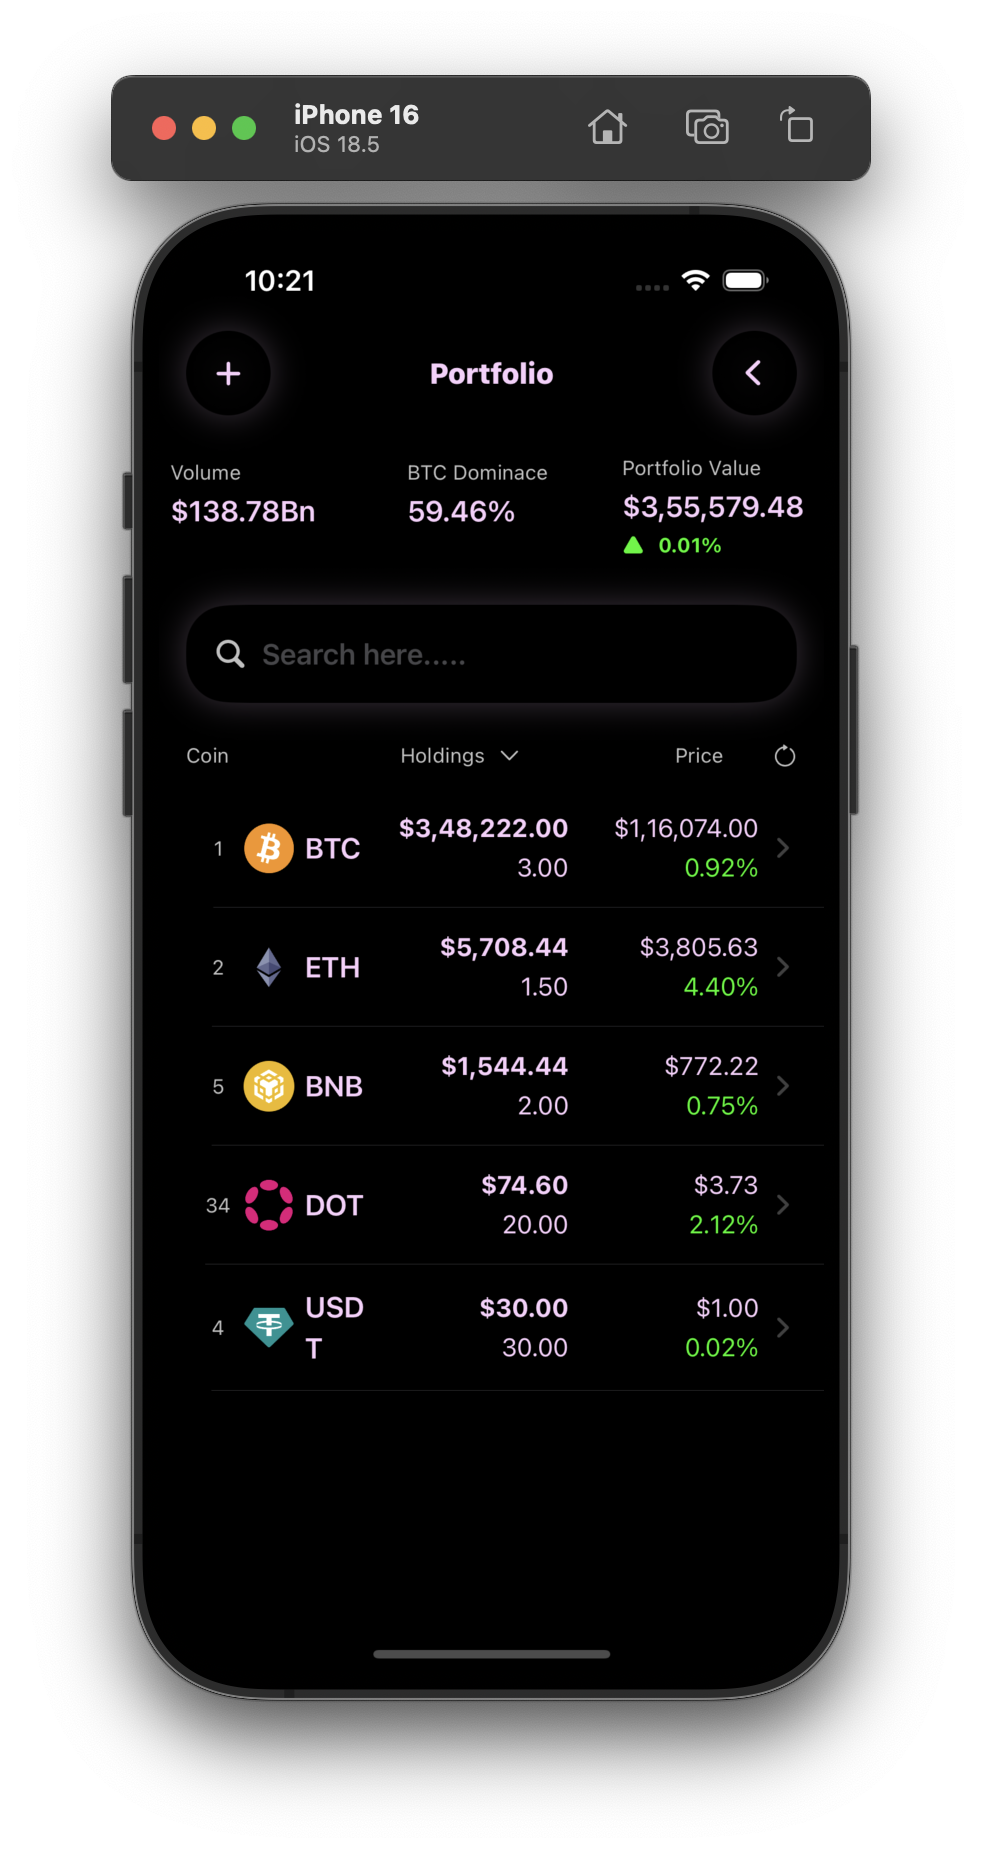 iPhone 16
iOS 18.5
10:21
Portfolio
Volume
$138.78Bn
BTC Dominace
59.46%
Portfolio Value
$3,55,579.48
0.01%
Search here.....
Coin Holdings Price
1 BTC $3,48,222.00 $1,16,074.00
3.00 0.92%
2 ETH $5,708.44 $3,805.63
1.50 4.40%
5 BNB $1,544.44 $772.22
2.00 0.75%
34 DOT $74.60 $3.73
20.00 2.12%
4 USD $30.00 $1.00
T 30.00 0.02%